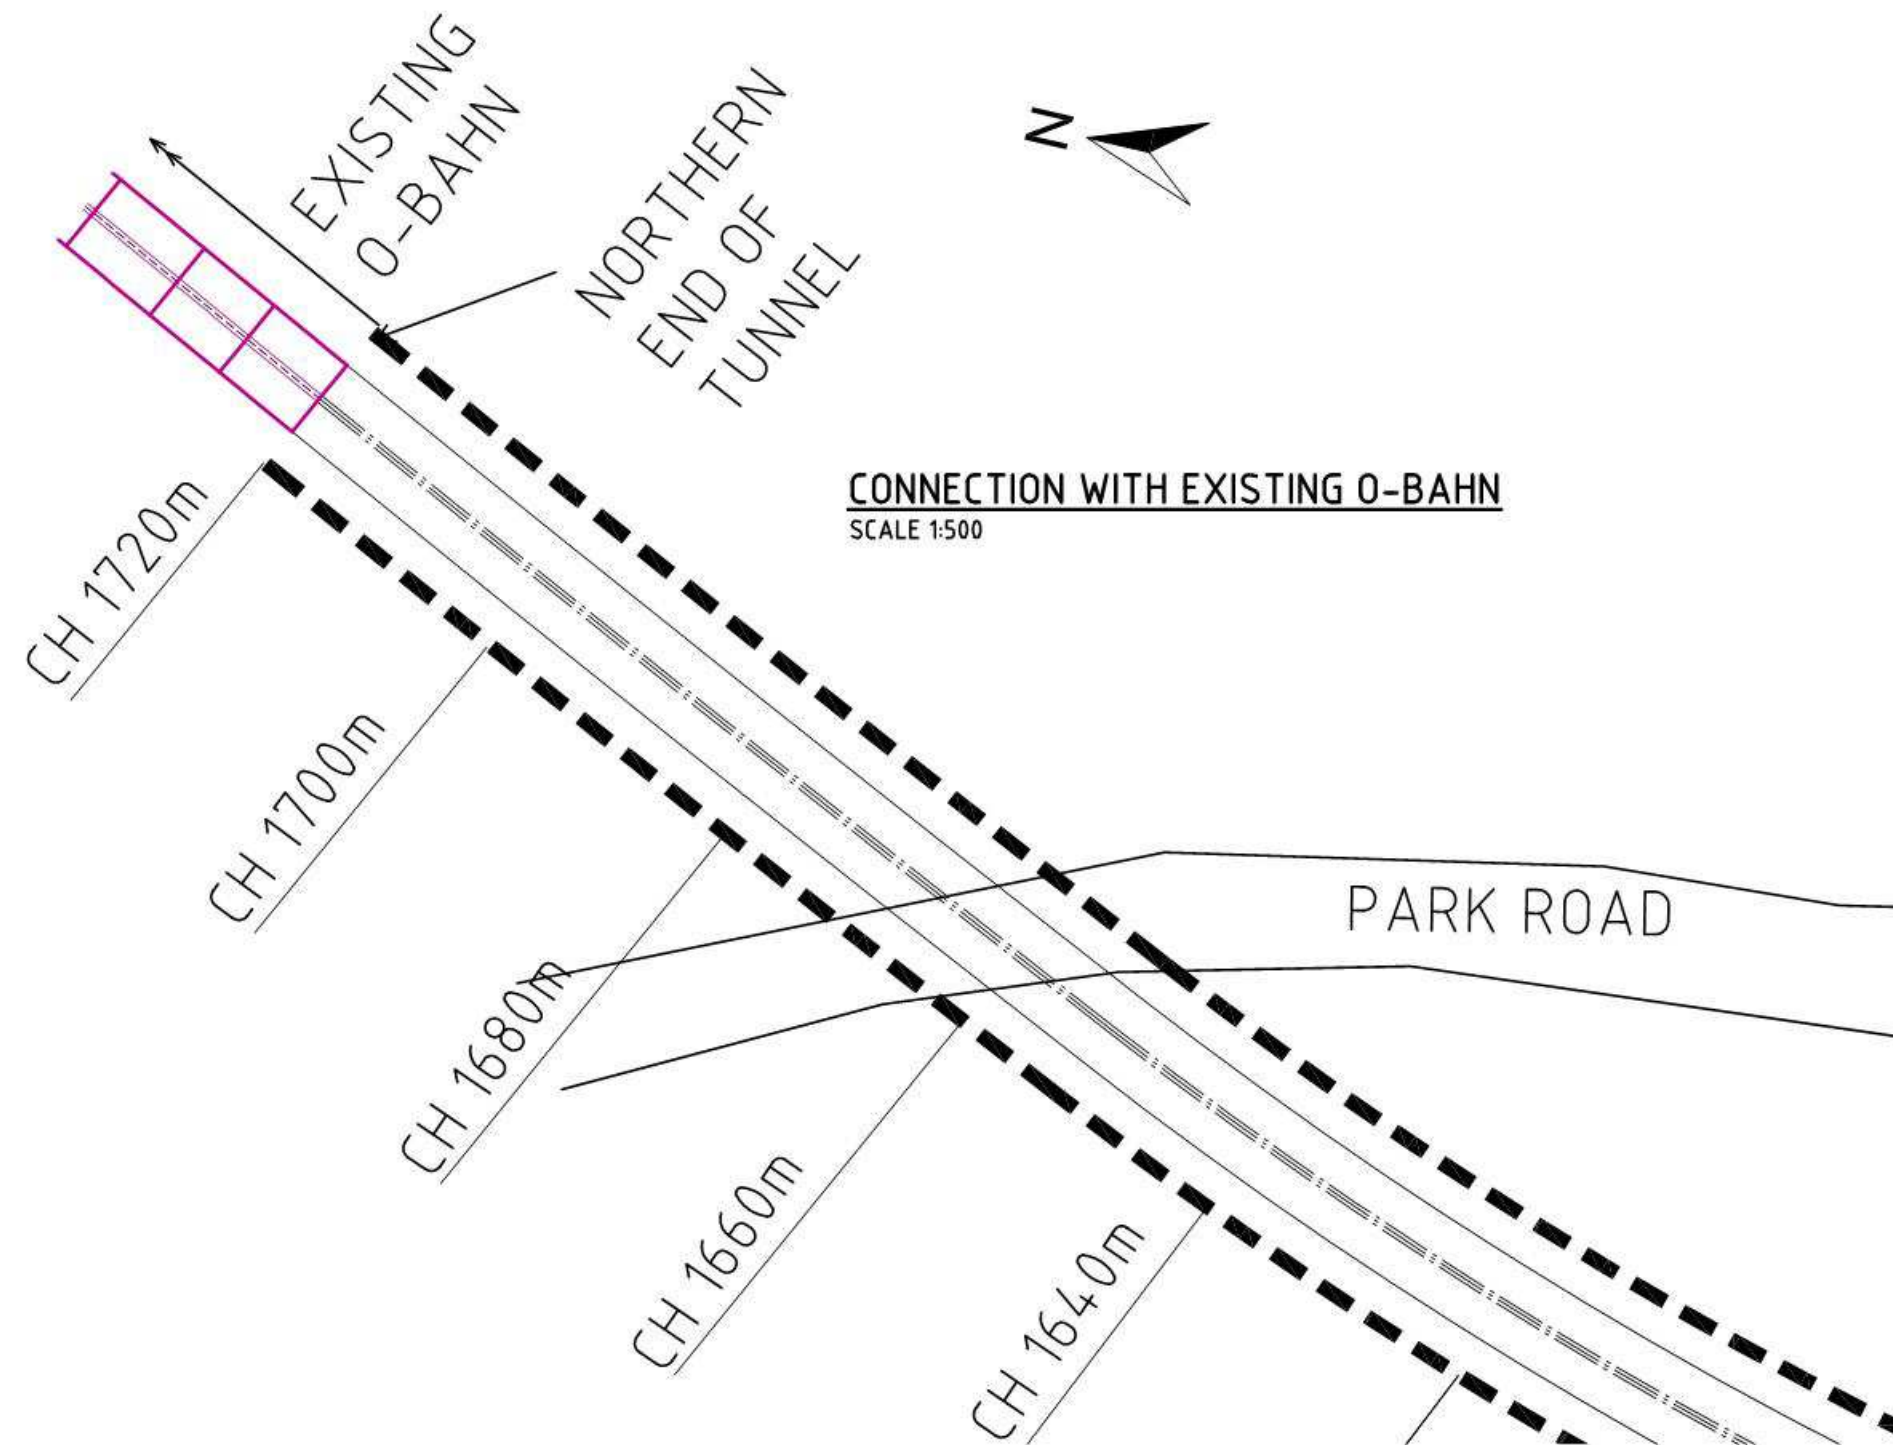 EXISTING
O-BAHN
NORTHERN
END OF
TUNNEL
N
CONNECTION WITH EXISTING O-BAHN
SCALE 1:500
CH 1720m
CH 1700m
PARK ROAD
CH 1680m
CH 1660m
CH 1640m